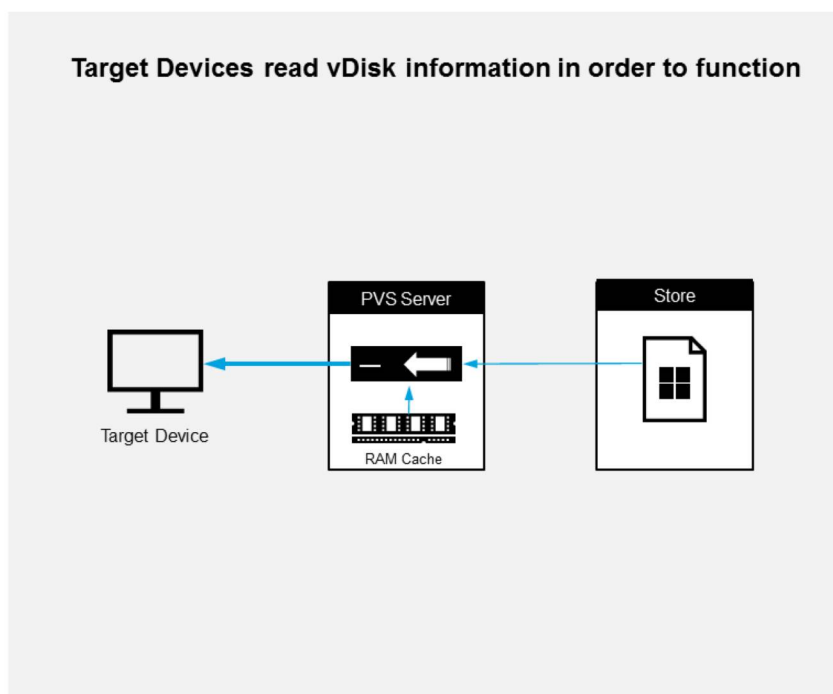 Target Devices read vDisk information in order to function
PVS Server
Store
Target Device
RAM Cache